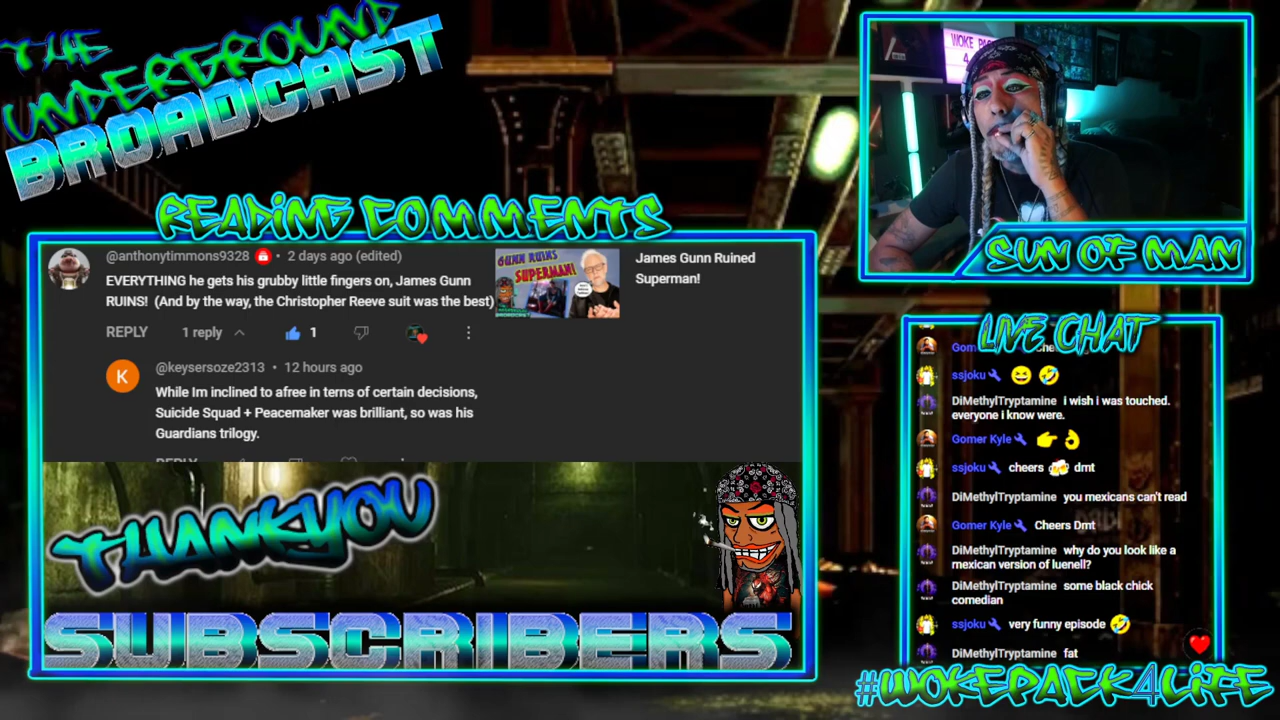 THE
UNDERGROUND
BROADCAST
READING COMMENTS
@anthonytimmons9328 • 2 days ago (edited)
EVERYTHING he gets his grubby little fingers on, James Gunn
RUINS! (And by the way, the Christopher Reeve suit was the best)
REPLY 1 reply 1
GUNN RUINS
SUPERMAN!
James Gunn Ruined
Superman!
K
@keysersoze2313 • 12 hours ago
While Im inclined to afree in terns of certain decisions,
Suicide Squad + Peacemaker was brilliant, so was his
Guardians trilogy.
REPLY
THANKYOU
SUBSCRIBERS
WOKE PAC
4
SUN OF MAN
LIVE CHAT
Gom
ssjoku 😆 🤣
DiMethylTryptamine i wish i was touched.
everyone i know were.
Gomer Kyle 👉 👌
ssjoku cheers 🍻 dmt
DiMethylTryptamine you mexicans can't read
Gomer Kyle Cheers Dmt
DiMethylTryptamine why do you look like a
mexican version of luenell?
DiMethylTryptamine some black chick
comedian
ssjoku very funny episode 🤣
DiMethylTryptamine fat
#WOKEPACK4LIFE